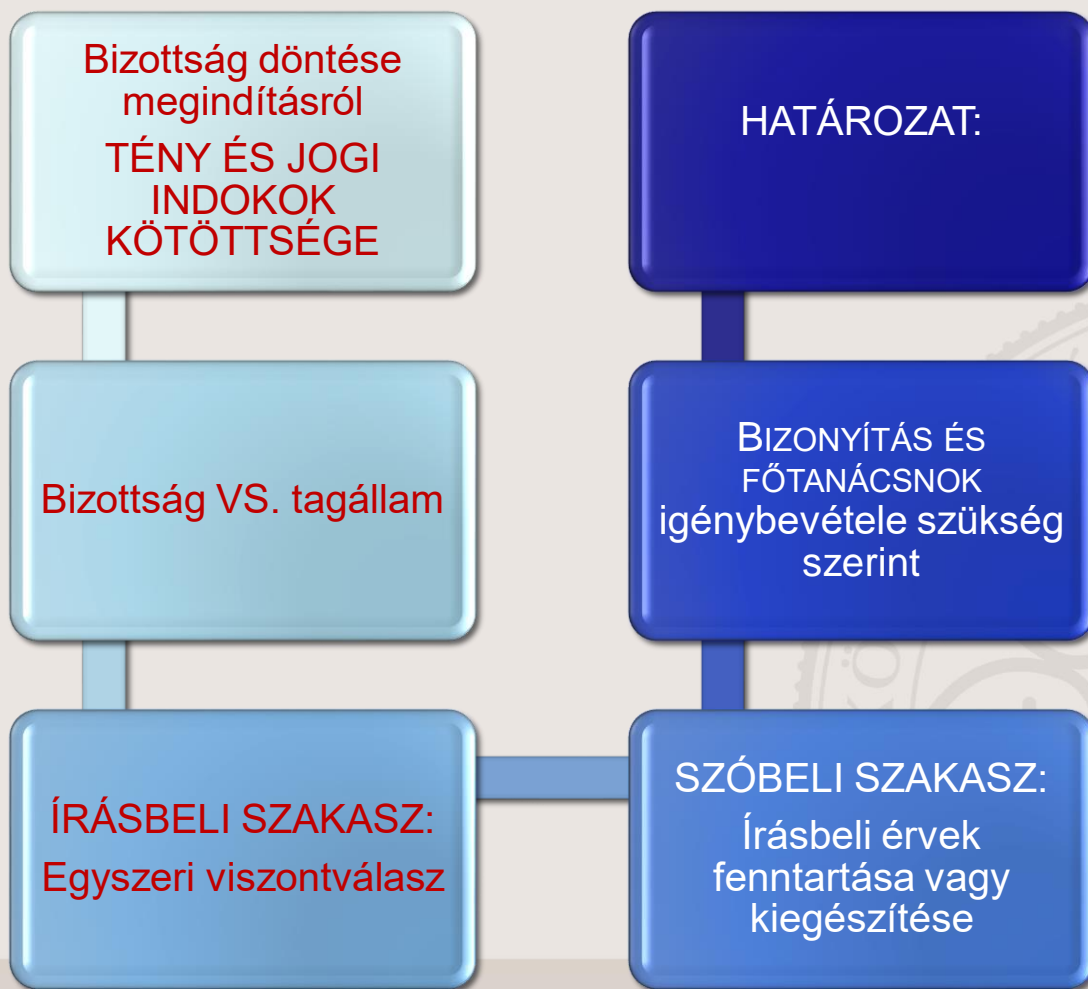 Bizottság döntése
megindításról
TÉNY ÉS JOGI
INDOKOK
KÖTÖTTSÉGE
Bizottság VS. tagállam
ÍRÁSBELI SZAKASZ:
Egyszeri viszontválasz
SZÓBELI SZAKASZ:
Írásbeli érvek
fenntartása vagy
kiegészítése
BIZONYÍTÁS ÉS
FŐTANÁCSNOK
igénybevétele szükség
szerint
HATÁROZAT: